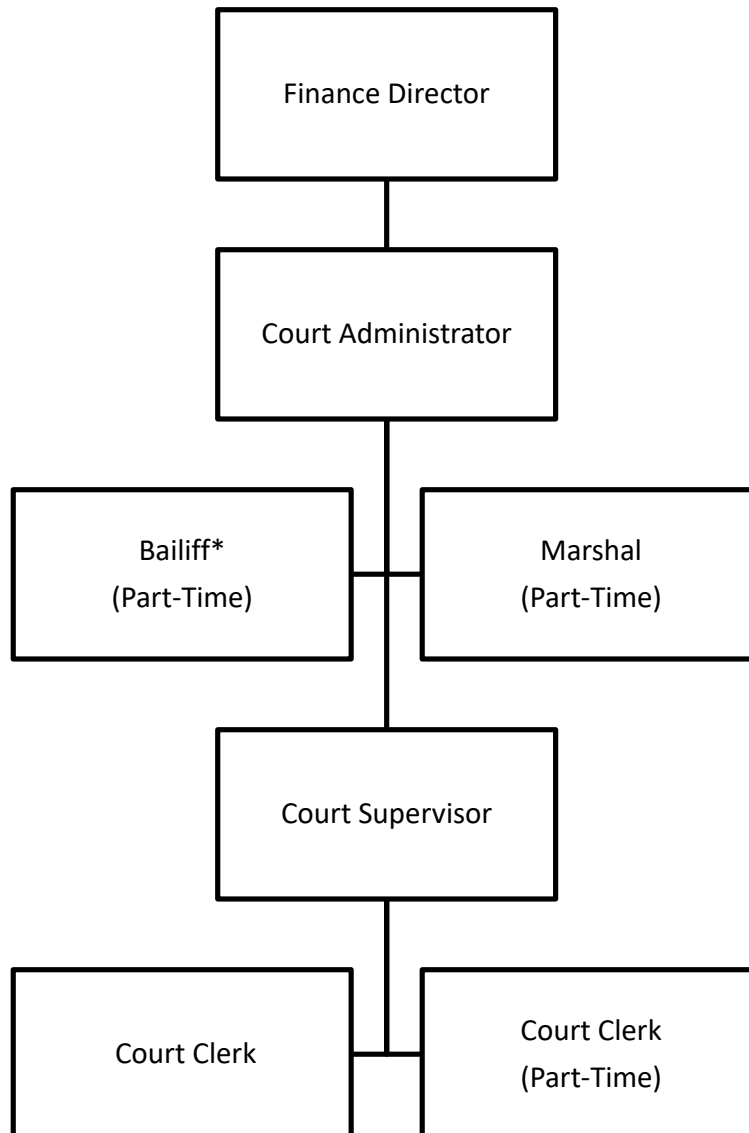 Finance Director
Court Administrator
Bailiff*
(Part-Time)
Marshal
(Part-Time)
Court Supervisor
Court Clerk
Court Clerk
(Part-Time)